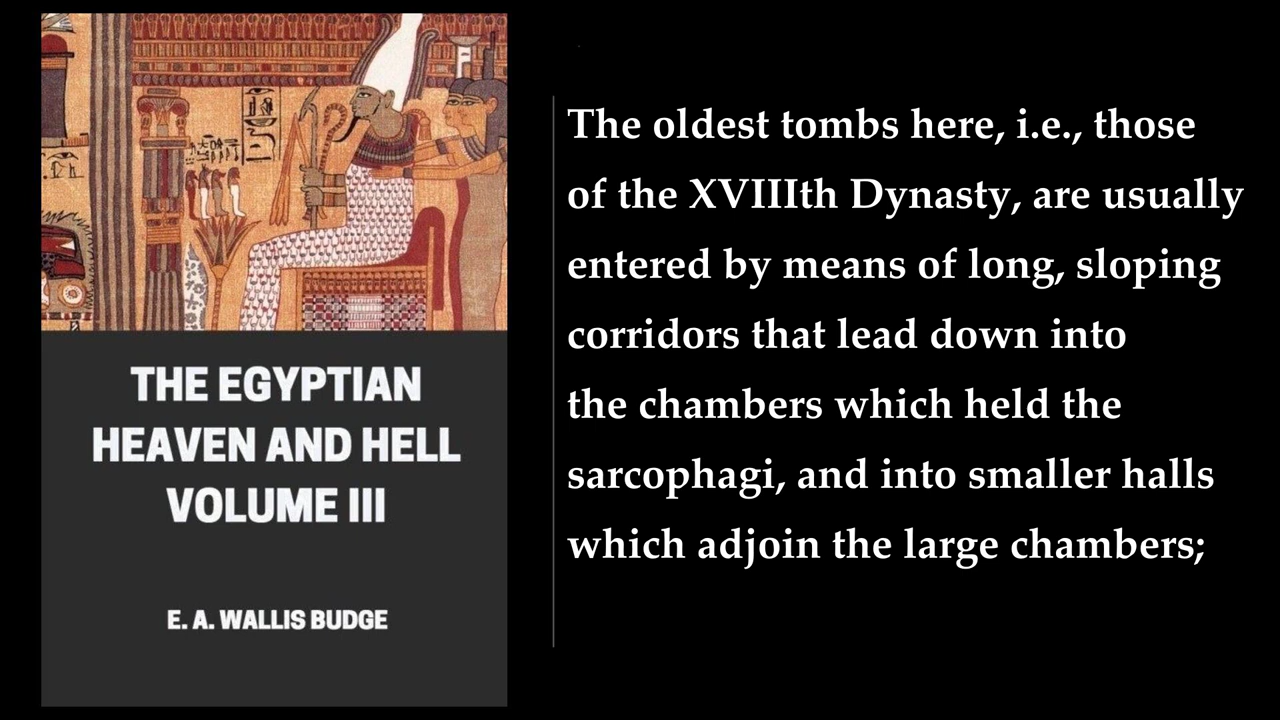 THE EGYPTIAN
HEAVEN AND HELL
VOLUME III
E. A. WALLIS BUDGE
The oldest tombs here, i.e., those
of the XVIIIth Dynasty, are usually
entered by means of long, sloping
corridors that lead down into
the chambers which held the
sarcophagi, and into smaller halls
which adjoin the large chambers;